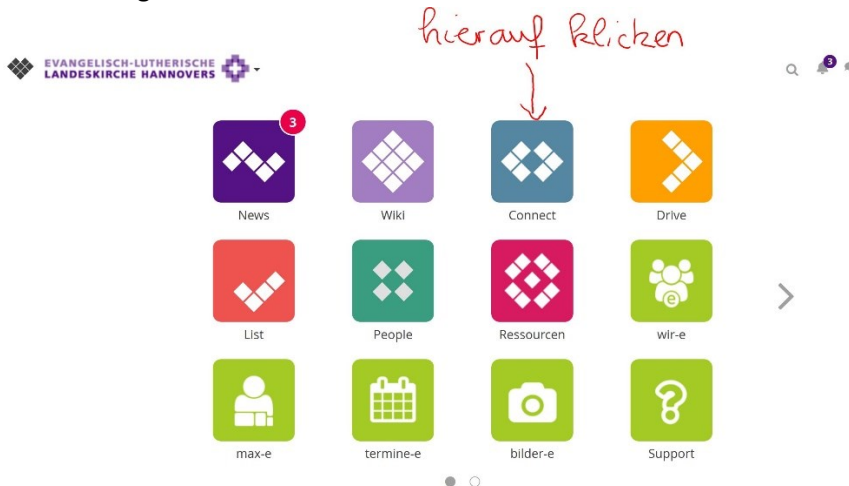 hierauf klicken
EVANGELISCH-LUTHERISCHE
LANDESKIRCHE HANNOVERS
3
3
News Wiki Connect Drive
e
List People Ressourcen wir-e
max-e termine-e bilder-e Support